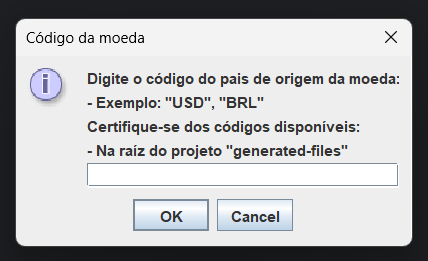 Código da moeda
Digite o código do pais de origem da moeda:
- Exemplo: "USD", "BRL"
Certifique-se dos códigos disponíveis:
- Na raíz do projeto "generated-files"
OK
Cancel